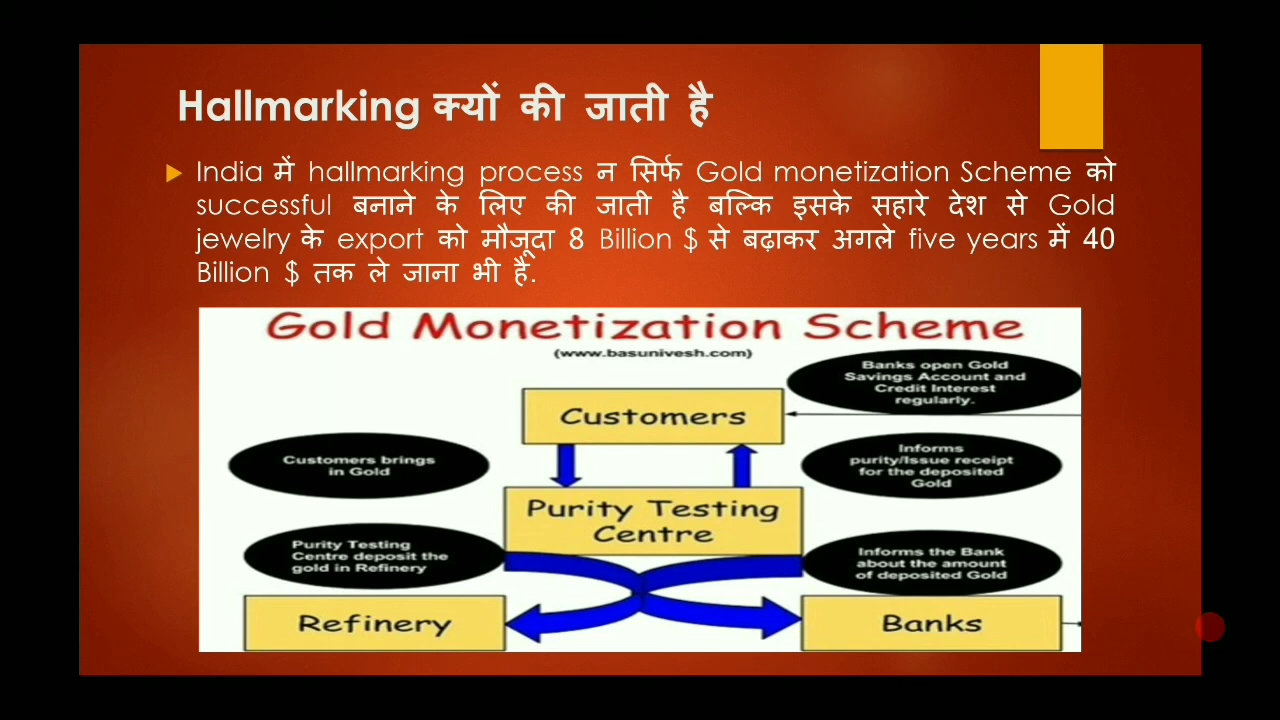 Hallmarking क्यों की जाती है
India में hallmarking process न सिर्फ Gold monetization Scheme को
successful बनाने के लिए की जाती है बल्कि इसके सहारे देश से Gold
jewelry के export को मौजूदा 8 Billion $ से बढ़ाकर अगले five years में 40
Billion $ तक ले जाना भी है.
Gold Monetization Scheme
(www.basunivesh.com)
Banks open Gold
Savings Account and
Credit Interest
regularly.
Customers
Customers brings
in Gold
Informs
purity/Issue receipt
for the deposited
Gold
Purity Testing
Centre
Purity Testing
Centre deposit the
gold in Refinery
Informs the Bank
about the amount
of deposited Gold
Refinery
Banks